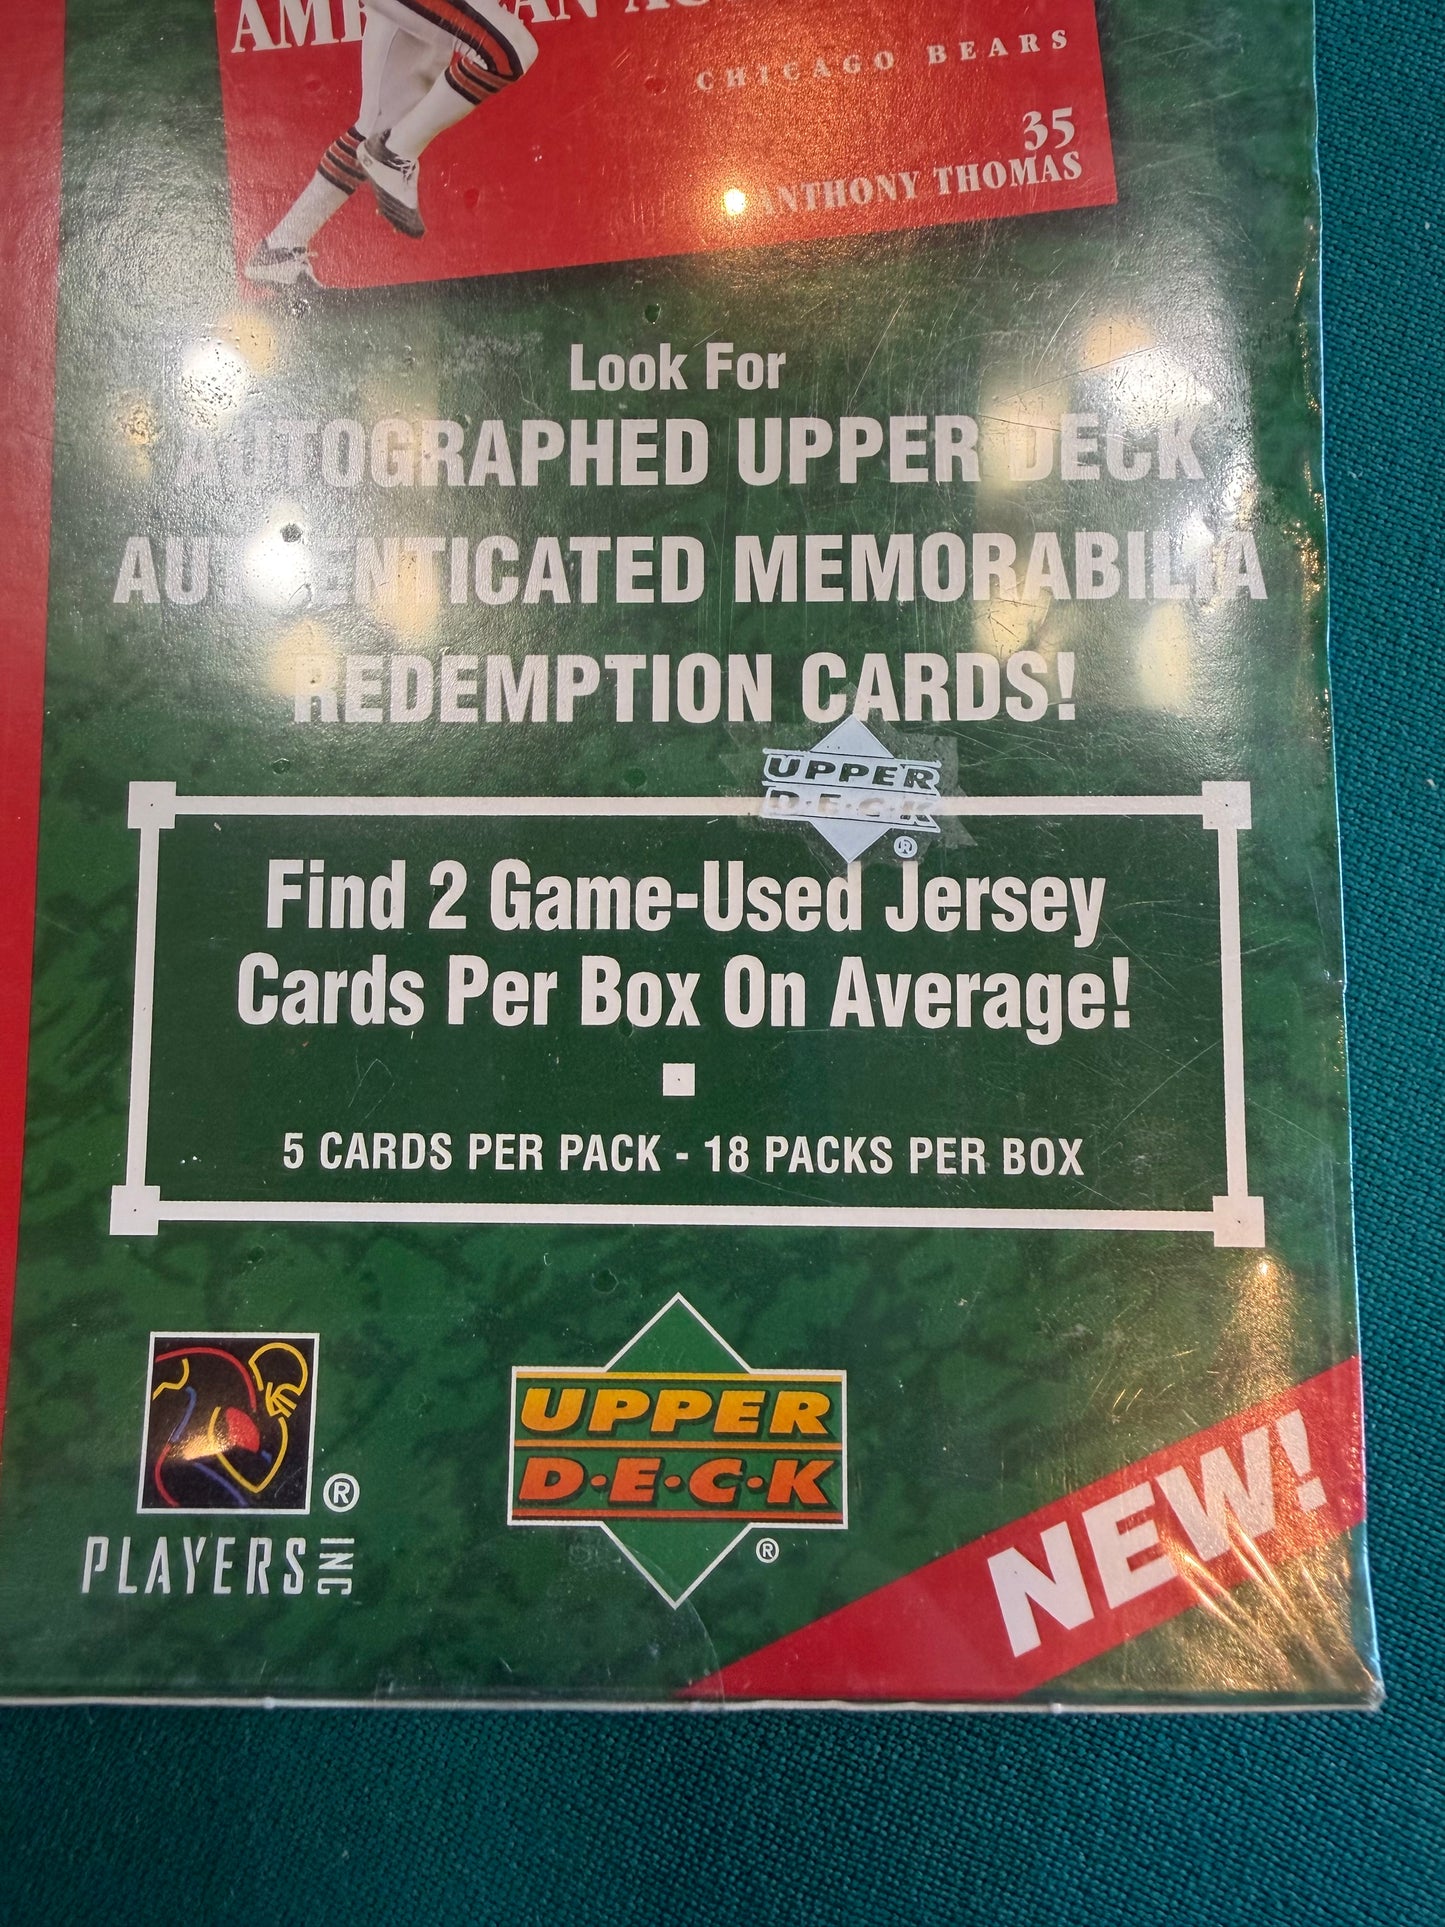 CHICAGO BEARS
35
ANTHONY THOMAS
Look For
AUTOGRAPHED UPPER DECK
AUTHENTICATED MEMORABILIA
REDEMPTION CARDS!
UPPER
D·E·C·K
®
Find 2 Game-Used Jersey
Cards Per Box On Average!
5 CARDS PER PACK - 18 PACKS PER BOX
®
PLAYERS INC
UPPER
D·E·C·K
®
NEW!